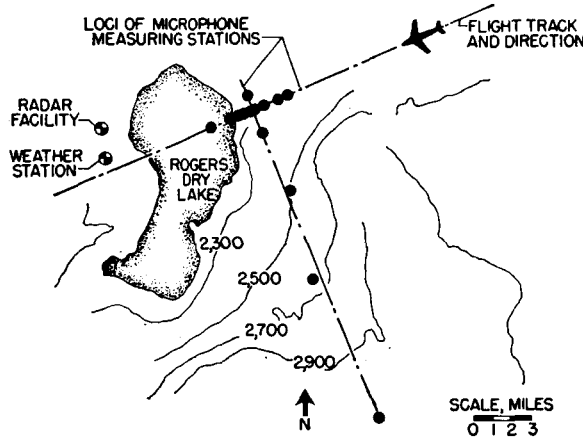 LOCI OF MICROPHONE
MEASURING STATIONS
FLIGHT TRACK
AND DIRECTION
RADAR
FACILITY
WEATHER
STATION
ROGERS
DRY
LAKE
2,300
2,500
2,700
2,900
N
SCALE, MILES
0 1 2 3